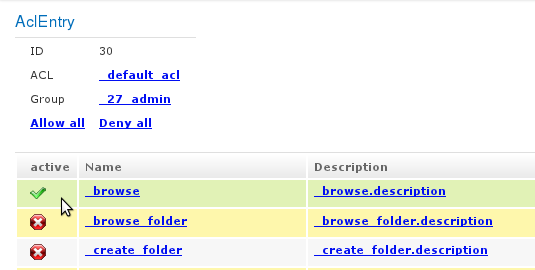 AclEntry
ID 30
ACL _default_acl
Group _27_admin
Allow all Deny all
active Name Description
_browse _browse.description
_browse_folder _browse_folder.description
_create_folder _create_folder.description